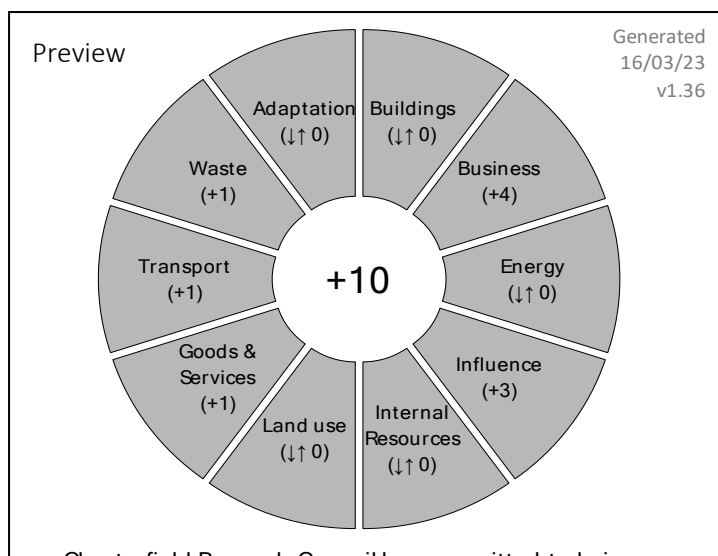 Preview
Generated
16/03/23
v1.36
Adaptation
(↓↑ 0)
Buildings
(↓↑ 0)
Waste
(+1)
Business
(+4)
Transport
(+1)
+10
Energy
(↓↑ 0)
Goods &
Services
(+1)
Influence
(+3)
Land use
(↓↑ 0)
Internal
Resources
(↓↑ 0)